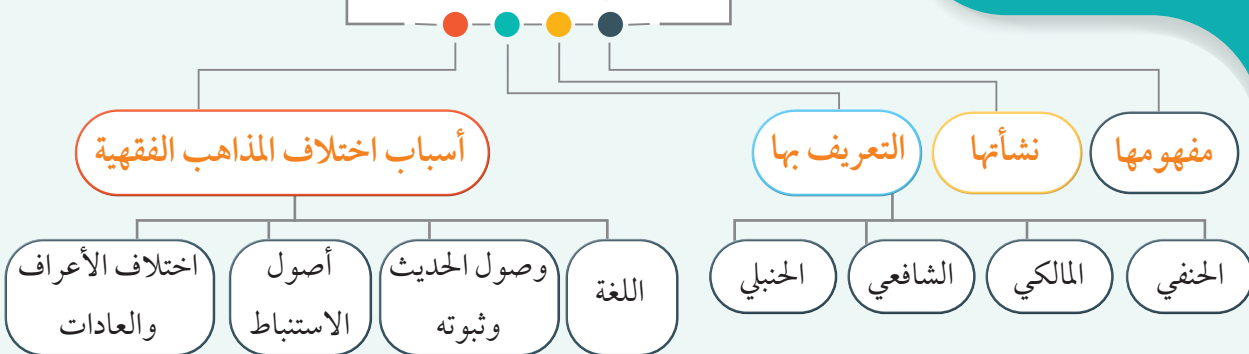 مفهومها
نشأتها
التعريف بها
أسباب اختلاف المذاهب الفقهية
الحنفي
المالكي
الشافعي
الحنبلي
اللغة
وصول الحديث
وثبوته
أصول
الاستنباط
اختلاف الأعراف
والعادات